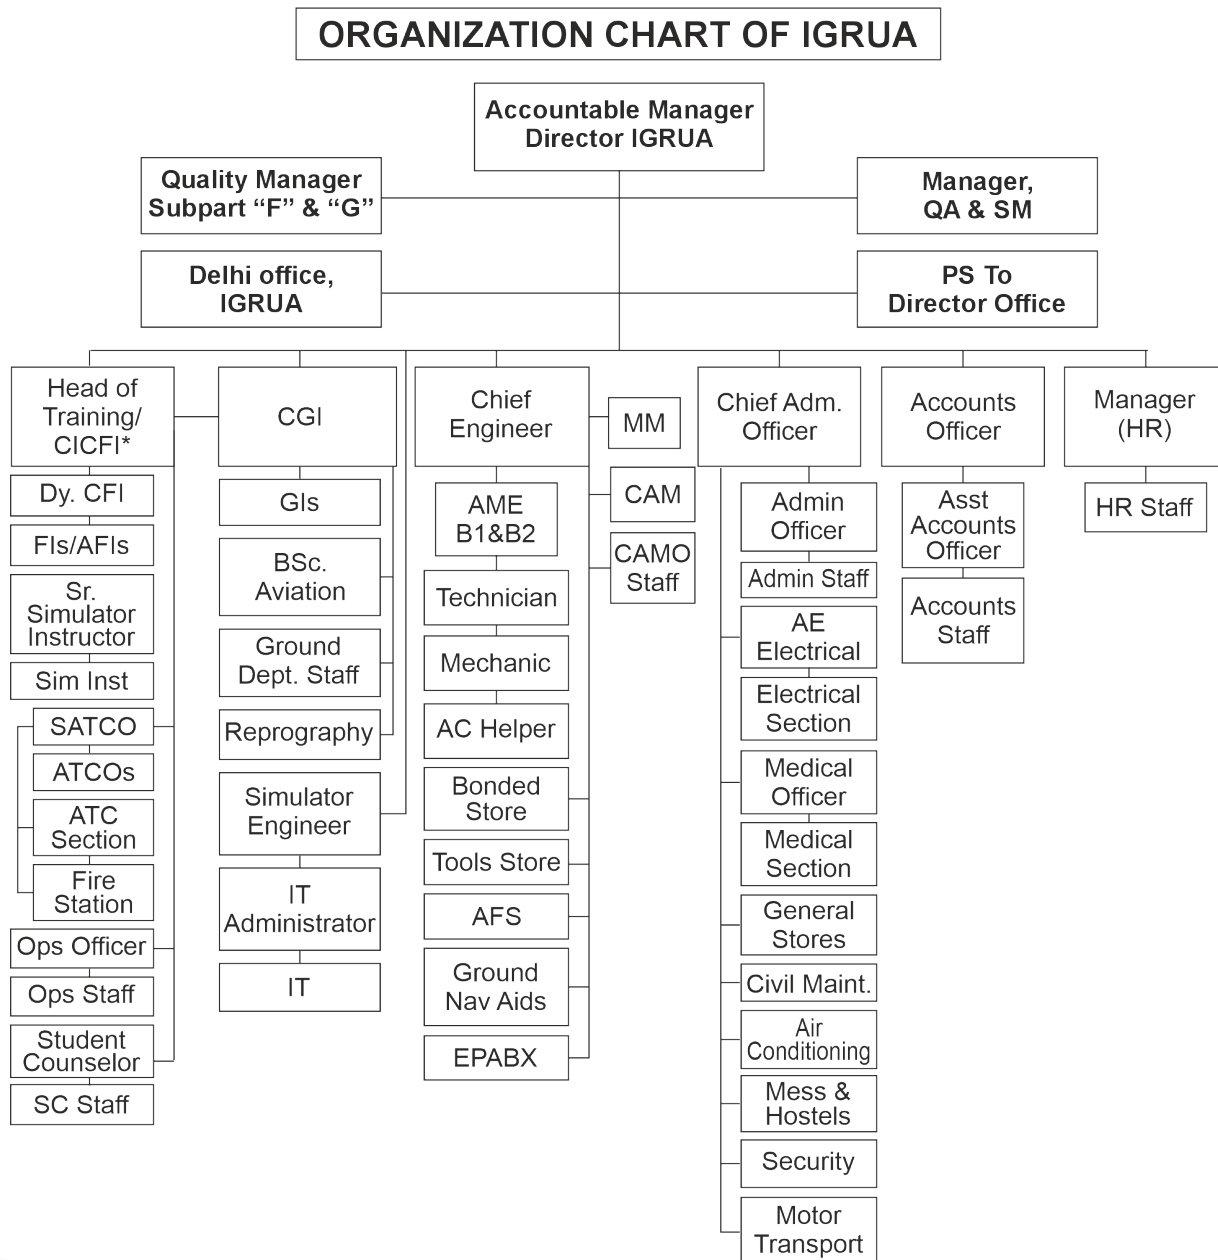 ORGANIZATION CHART OF IGRUA
Accountable Manager
Director IGRUA
Quality Manager
Subpart “F” & “G”
Manager,
QA & SM
Delhi office,
IGRUA
PS To
Director Office
Head of
Training/
CICFI*
Dy. CFI
FIs/AFIs
Sr.
Simulator
Instructor
Sim Inst
SATCO
ATCOs
ATC
Section
Fire
Station
Ops Officer
Ops Staff
Student
Counselor
SC Staff
CGI
GIs
BSc.
Aviation
Ground
Dept. Staff
Reprography
Simulator
Engineer
IT
Administrator
IT
Chief
Engineer
MM
CAM
CAMO
Staff
AME
B1&B2
Technician
Mechanic
AC Helper
Bonded
Store
Tools Store
AFS
Ground
Nav Aids
EPABX
Chief Adm.
Officer
Admin
Officer
Admin Staff
AE
Electrical
Electrical
Section
Medical
Officer
Medical
Section
General
Stores
Civil Maint.
Air
Conditioning
Mess &
Hostels
Security
Motor
Transport
Accounts
Officer
Asst
Accounts
Officer
Accounts
Staff
Manager
(HR)
HR Staff